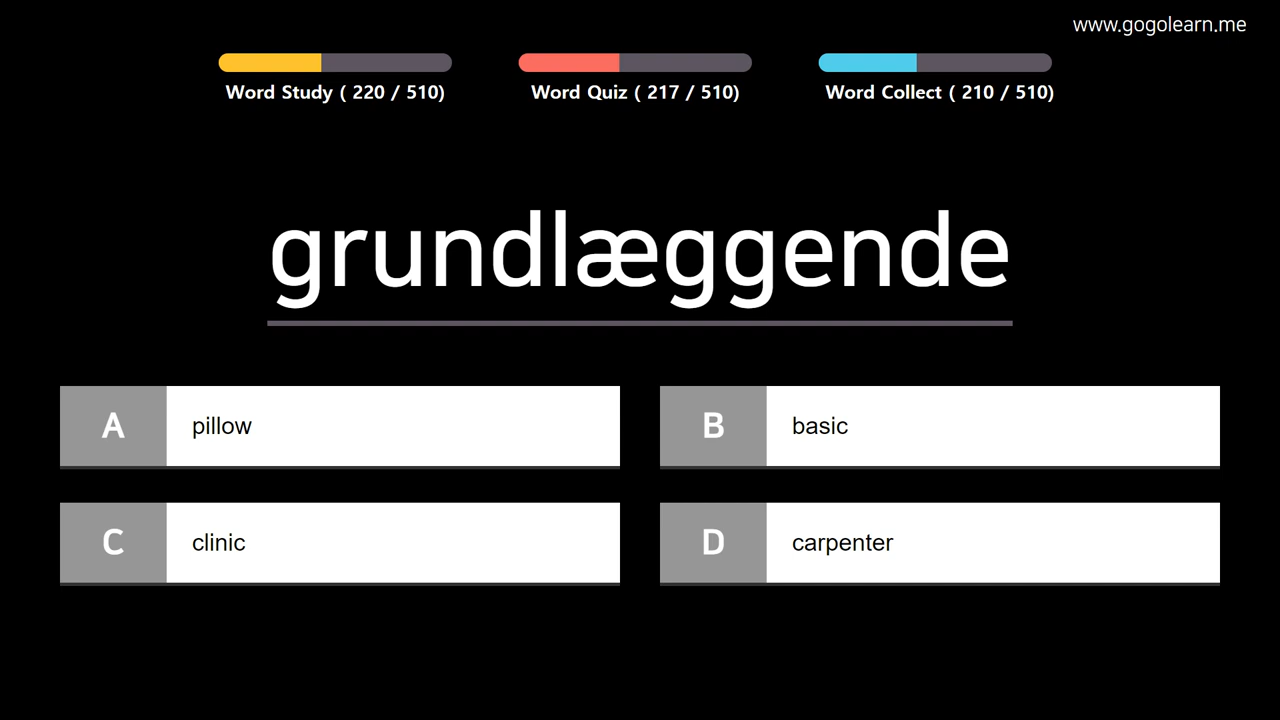 www.gogolearn.me
Word Study ( 220 / 510)
Word Quiz ( 217 / 510)
Word Collect ( 210 / 510)
grundlæggende
A pillow
B basic
C clinic
D carpenter